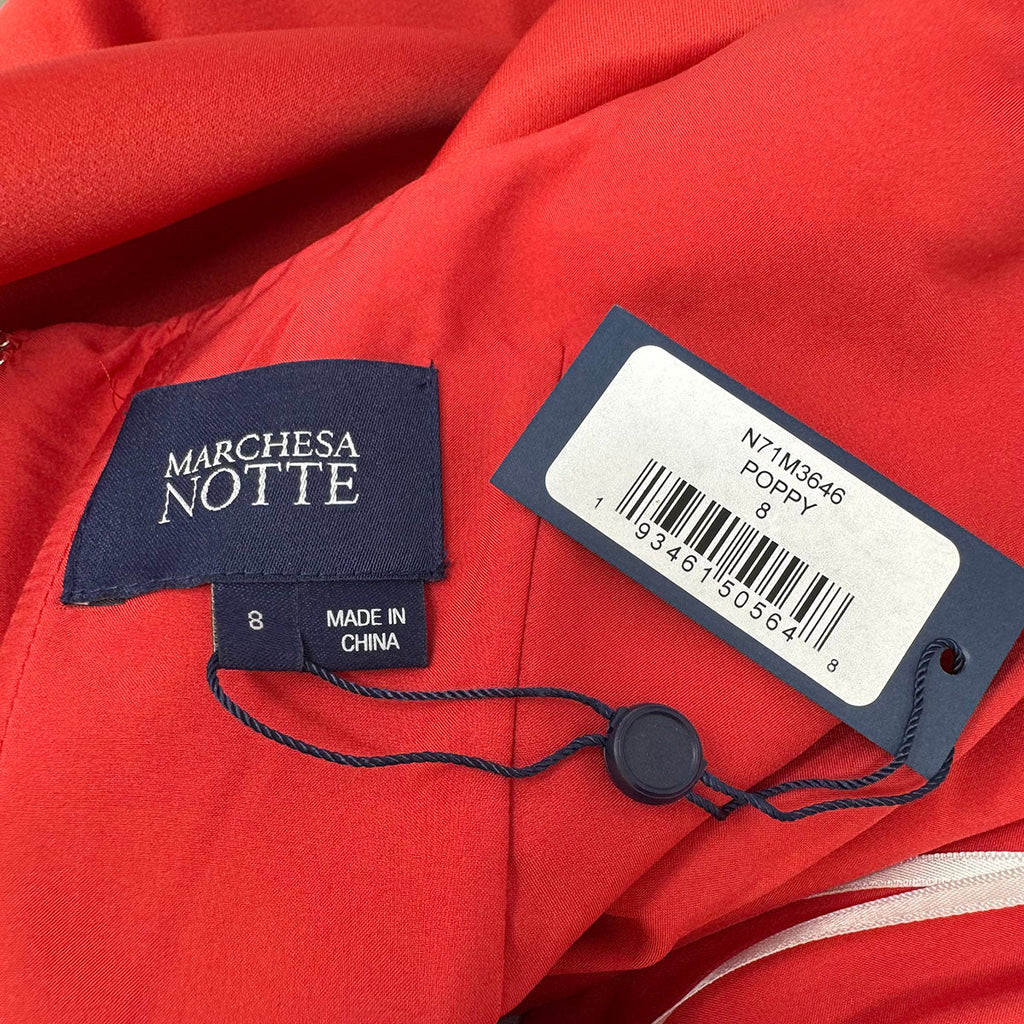 MARCHESA
NOTTE
8
MADE IN
CHINA
N71M3646
POPPY
8
1 93461 50564 8